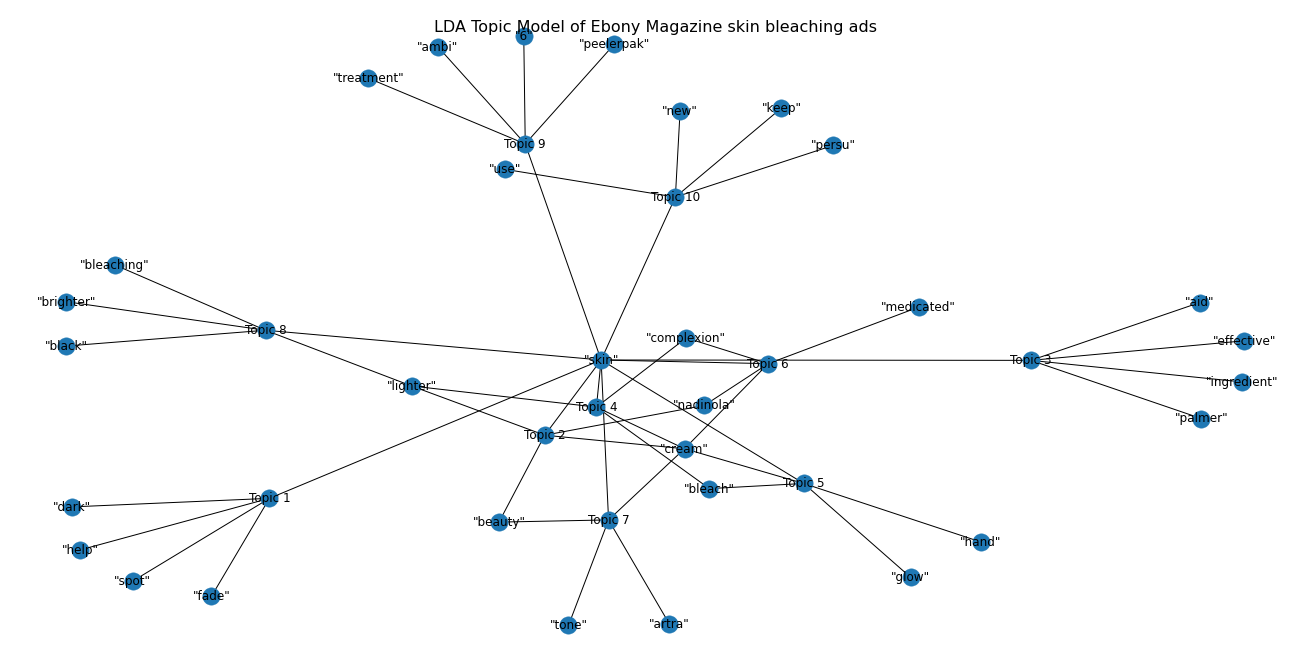 LDA Topic Model of Ebony Magazine skin bleaching ads
"6"
"ambi"
"peelerpak"
"treatment"
"new"
"keep"
Topic 9
"persu"
"use"
Topic 10
"bleaching"
"brighter"
"aid"
"medicated"
Topic 8
"complexion"
"effective"
"black"
"skin"
Topic 6
Topic 3
"lighter"
"ingredient"
Topic 4
"nadinola"
"palmer"
Topic 2
"cream"
Topic 5
"bleach"
Topic 1
"dark"
"beauty"
Topic 7
"hand"
"help"
"glow"
"spot"
"fade"
"tone"
"artra"